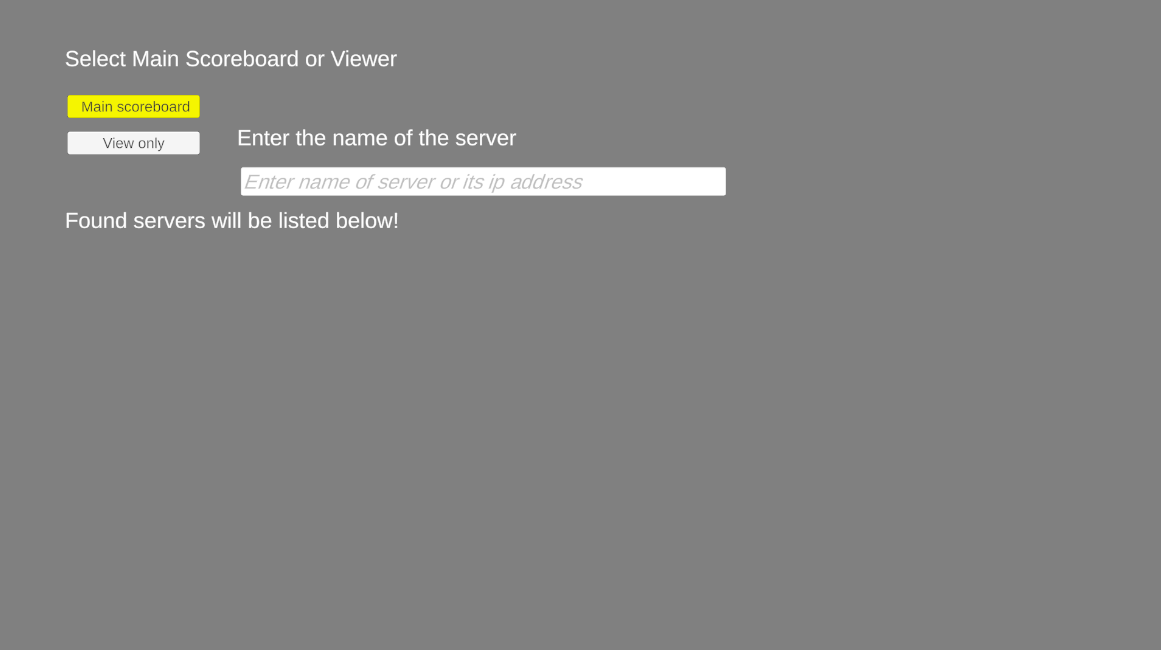 Select Main Scoreboard or Viewer
Main scoreboard
View only
Enter the name of the server
Enter name of server or its ip address
Found servers will be listed below!